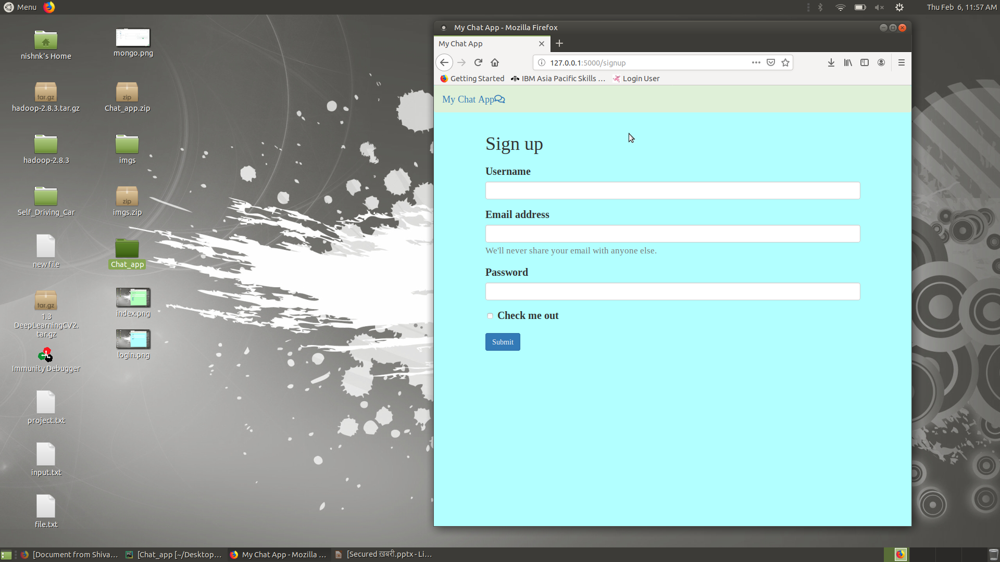 Menu
Thu Feb 6, 11:57 AM
nishnk's Home
mongo.png
hadoop-2.8.3.tar.gz
Chat_app.zip
hadoop-2.8.3
imgs
Self_Driving_Car
imgs.zip
new file
Chat_app
tar.gz
zip
tar.gz
zip
1.3
DeepLearningCV2.
tar.gz
index.png
login.png
Immunity Debugger
project.txt
input.txt
file.txt
My Chat App - Mozilla Firefox
My Chat App
127.0.0.1:5000/signup
Getting Started
IBM Asia Pacific Skills ...
Login User
My Chat App
Sign up
Username
Email address
We'll never share your email with anyone else.
Password
Check me out
Submit
[Document from Shiva...
[Chat_app [~/Desktop...
My Chat App - Mozilla ...
[Secured ख़बरी.pptx - Li...